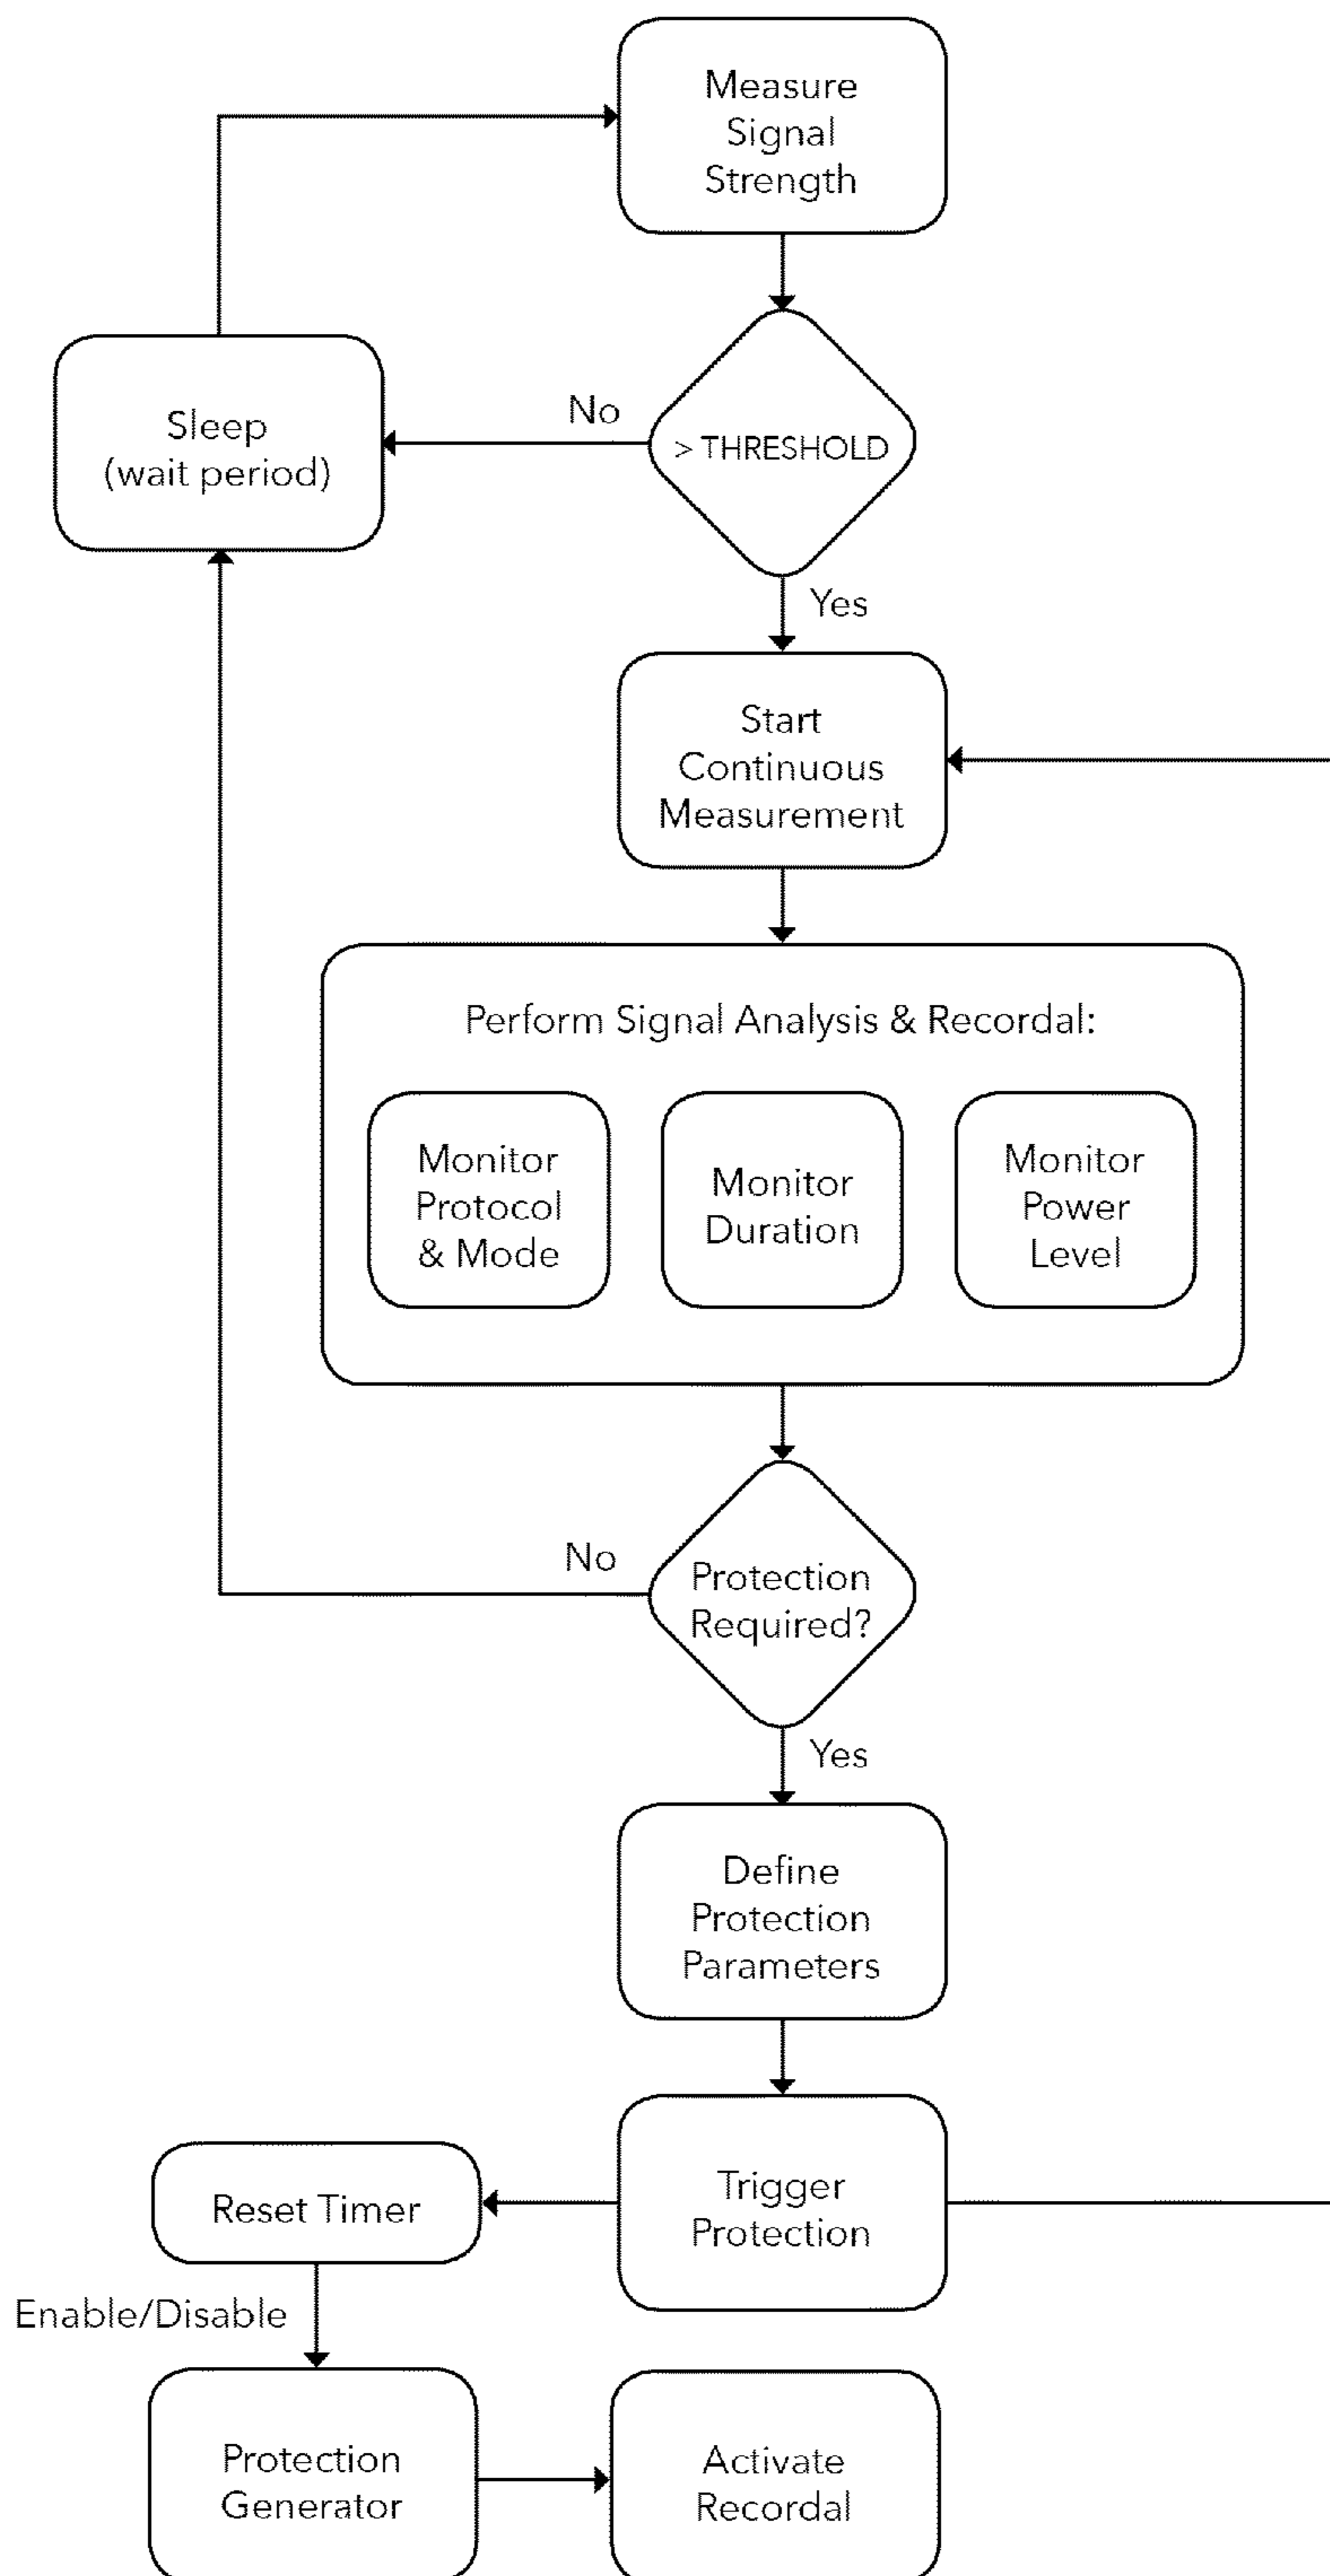 Measure
Signal
Strength
No
> THRESHOLD
Sleep
(wait period)
Yes
Start
Continuous
Measurement
Perform Signal Analysis & Recordal:
Monitor
Protocol
& Mode
Monitor
Duration
Monitor
Power
Level
No
Protection
Required?
Yes
Define
Protection
Parameters
Trigger
Protection
Reset Timer
Enable/Disable
Protection
Generator
Activate
Recordal